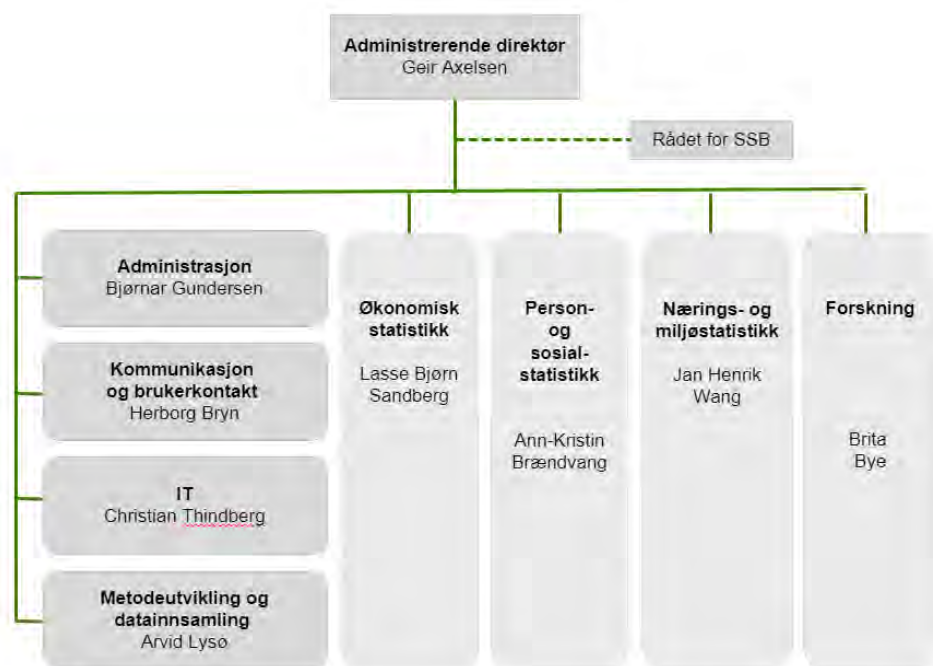 Administrerende direktør
Geir Axelsen
Rådet for SSB
Administrasjon
Bjørnar Gundersen
Kommunikasjon
og brukerkontakt
Herborg Bryn
IT
Christian Thindberg
Metodeutvikling og
datainnsamling
Arvid Lysø
Økonomisk
statistikk
Lasse Bjørn
Sandberg
Person-
og
sosial-
statistikk
Ann-Kristin
Brændvang
Nærings- og
miljøstatistikk
Jan Henrik
Wang
Forskning
Brita
Bye